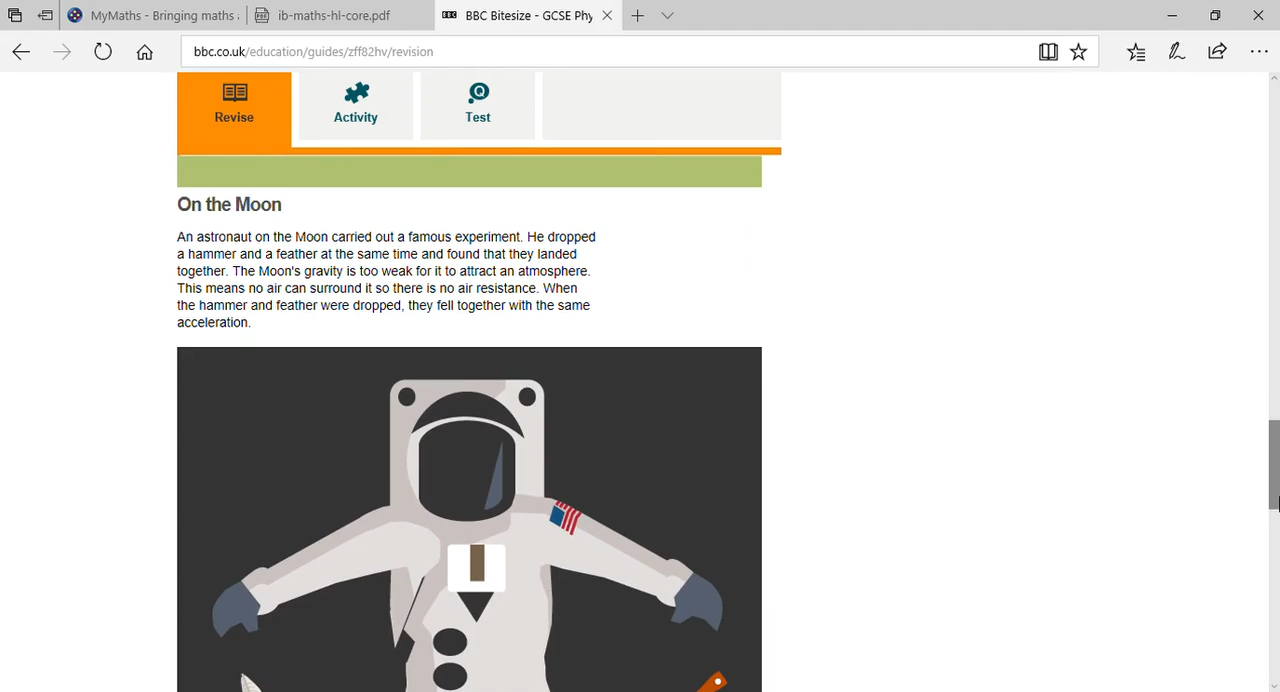 MyMaths - Bringing maths
ib-maths-hl-core.pdf
BBC Bitesize - GCSE Phy
bbc.co.uk/education/guides/zff82hv/revision
Revise
Activity
Test
On the Moon
An astronaut on the Moon carried out a famous experiment. He dropped
a hammer and a feather at the same time and found that they landed
together. The Moon's gravity is too weak for it to attract an atmosphere.
This means no air can surround it so there is no air resistance. When
the hammer and feather were dropped, they fell together with the same
acceleration.